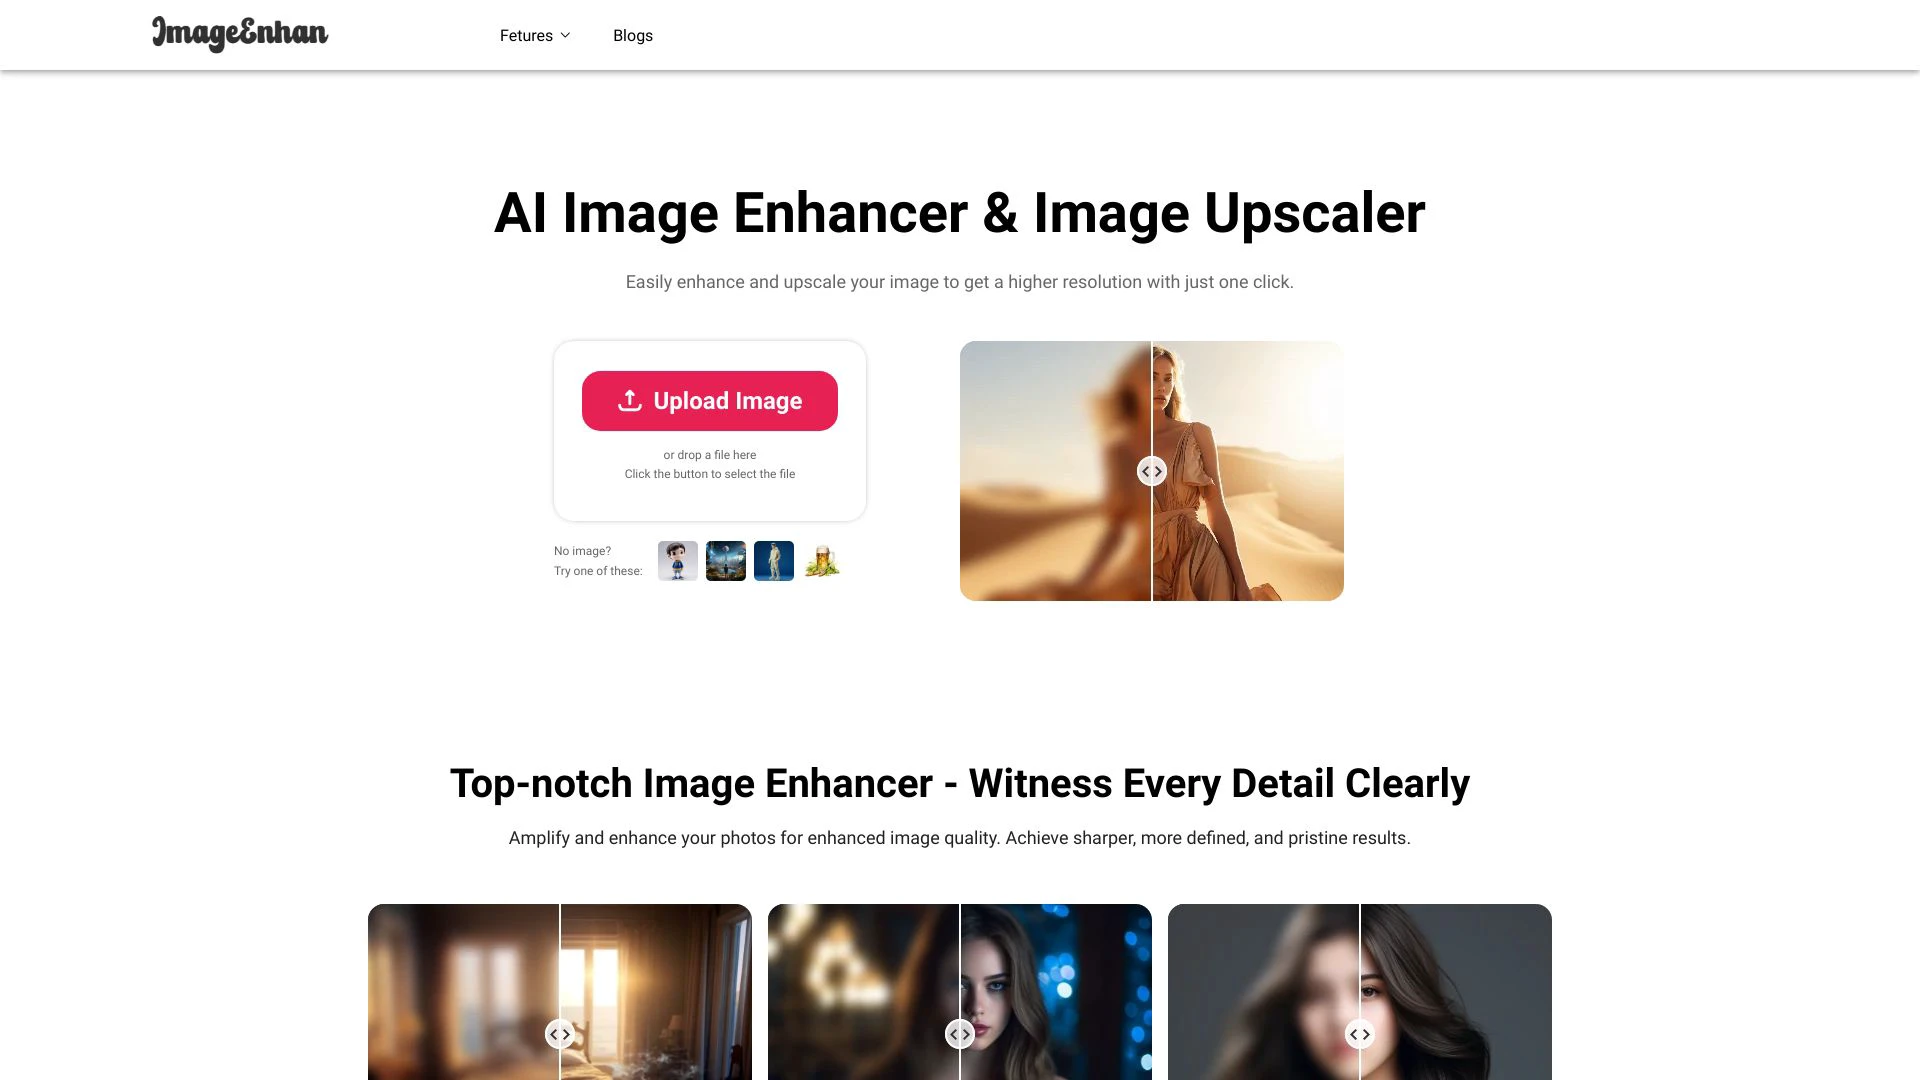 ImageEnhan
Fetures
Blogs
AI Image Enhancer & Image Upscaler
Easily enhance and upscale your image to get a higher resolution with just one click.
Upload Image
or drop a file here
Click the button to select the file
No image?
Try one of these:
Top-notch Image Enhancer - Witness Every Detail Clearly
Amplify and enhance your photos for enhanced image quality. Achieve sharper, more defined, and pristine results.